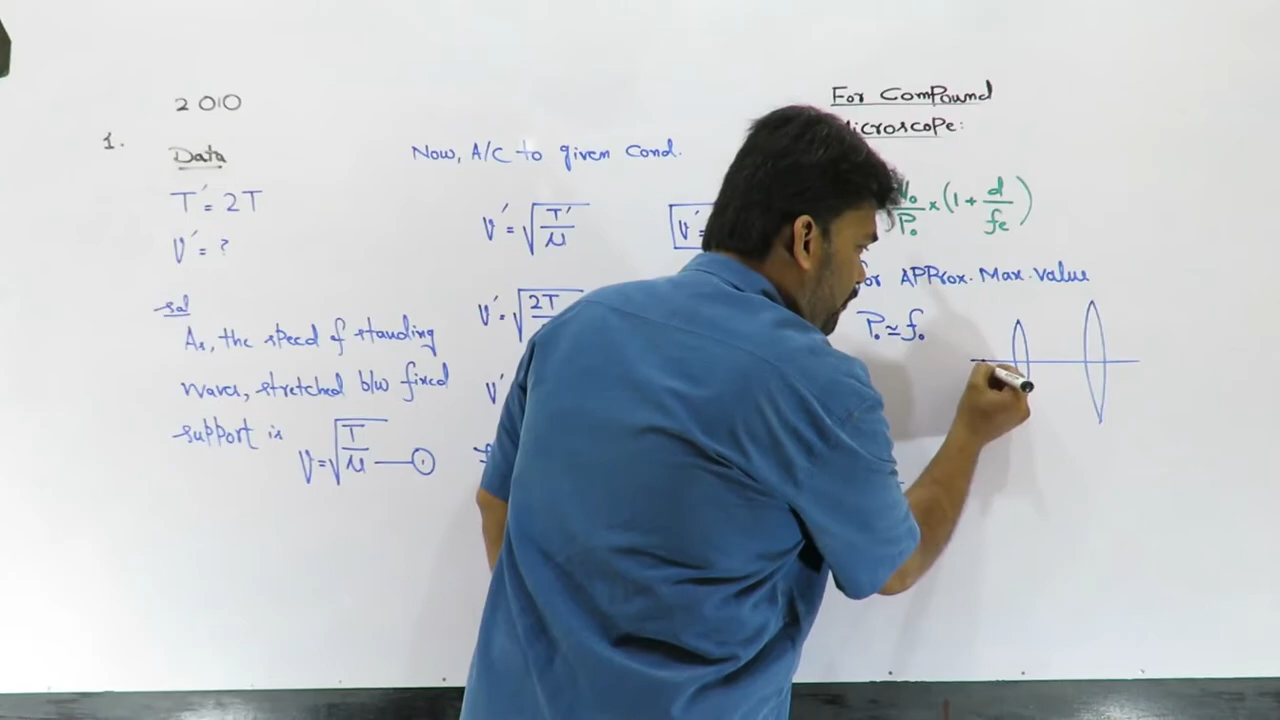 2010
1.
Data
T' = 2T
V' = ?
sol
As, the speed of standing
waves, stretched b/w fixed
support is
V = √(T/μ) — ①
Now, A/C to given Cond.
V' = √(T'/μ)
V' = √(2T
V'
V' =
For Compound
Microscope:
/P₀ × (1 + d/fe)
For APProx. Max. value
P₀ ≃ f₀